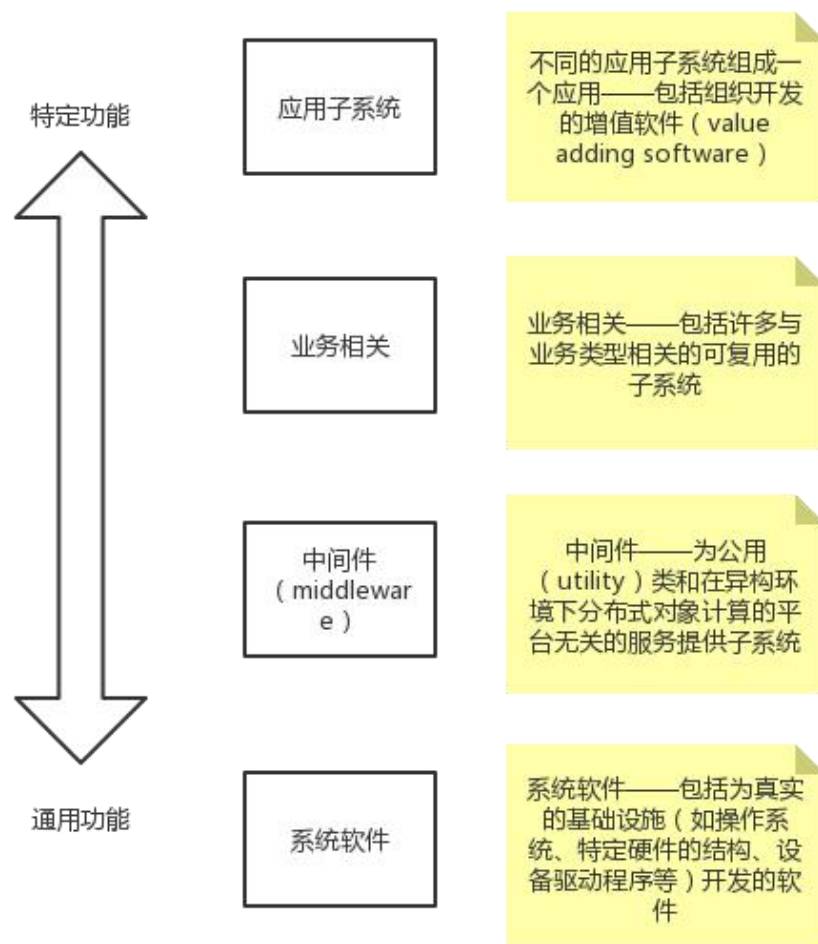 特定功能
应用子系统
不同的应用子系统组成一
个应用——包括组织开发
的增值软件（value
adding software）
业务相关
业务相关——包括许多与
业务类型相关的可复用的
子系统
中间件
（middlewar
e）
中间件——为公用
（utility）类和在异构环
境下分布式对象计算的平
台无关的服务提供子系统
通用功能
系统软件
系统软件——包括为真实
的基础设施（如操作系
统、特定硬件的结构、设
备驱动程序等）开发的软
件